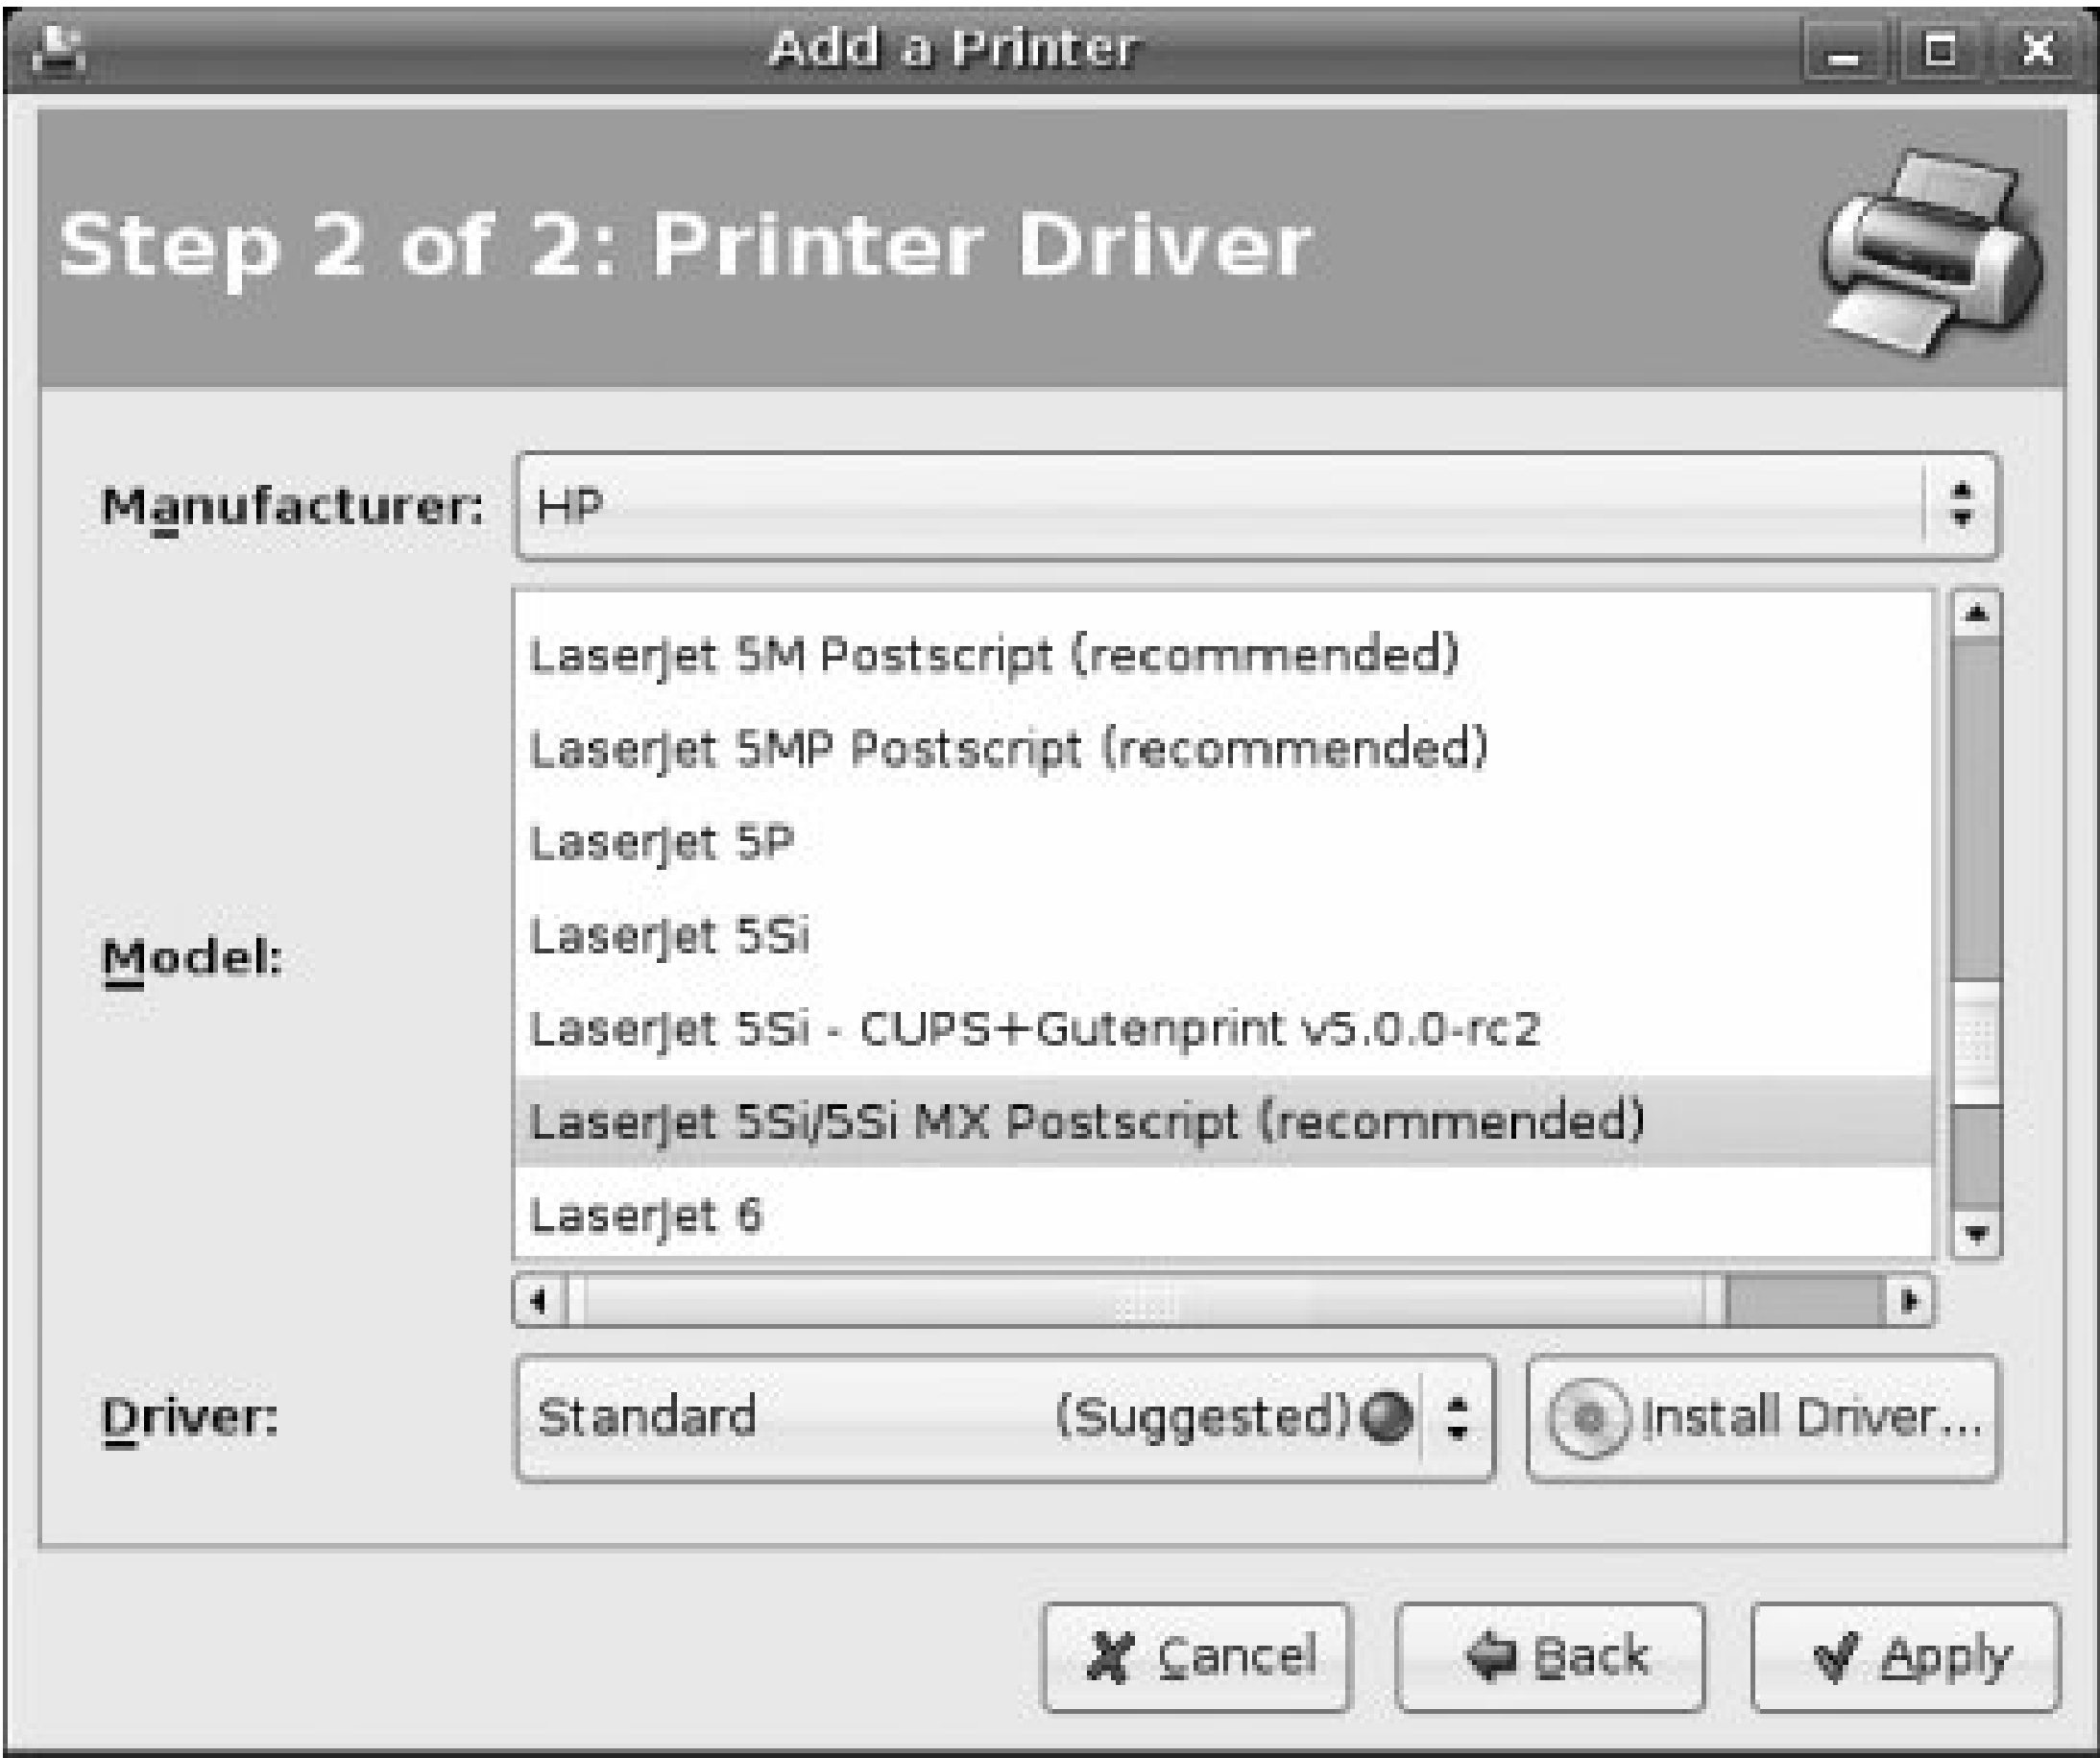 Add a Printer
Step 2 of 2: Printer Driver
Manufacturer: HP
LaserJet 5M Postscript (recommended)
LaserJet 5MP Postscript (recommended)
LaserJet 5P
LaserJet 5Si
Model:
LaserJet 5Si - CUPS+Gutenprint v5.0.0-rc2
LaserJet 5Si/5Si MX Postscript (recommended)
LaserJet 6
Driver: Standard (Suggested) Install Driver...
Cancel Back Apply